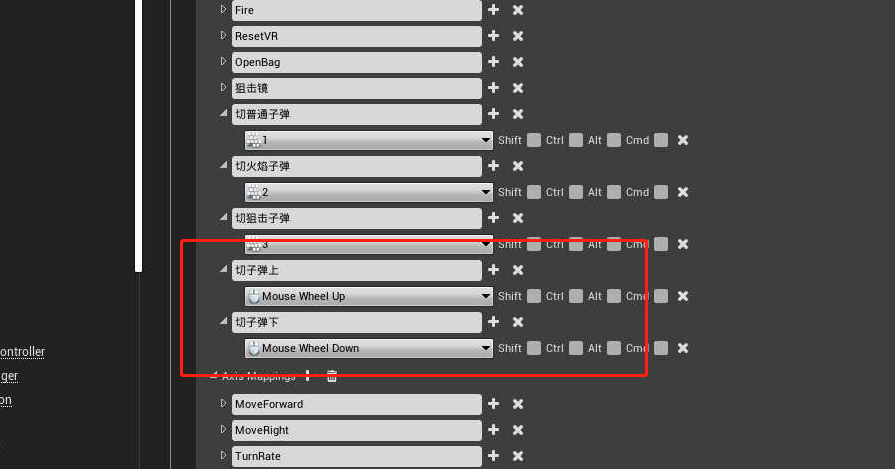 Fire
ResetVR
OpenBag
狙击镜
切普通子弹
1 Shift Ctrl Alt Cmd
切火焰子弹
2 Shift Ctrl Alt Cmd
切狙击子弹
3 Shift Ctrl Alt Cmd
切子弹上
Mouse Wheel Up Shift Ctrl Alt Cmd
切子弹下
ontroller
Mouse Wheel Down Shift Ctrl Alt Cmd
ger
Axis Mappings
on
MoveForward
MoveRight
TurnRate